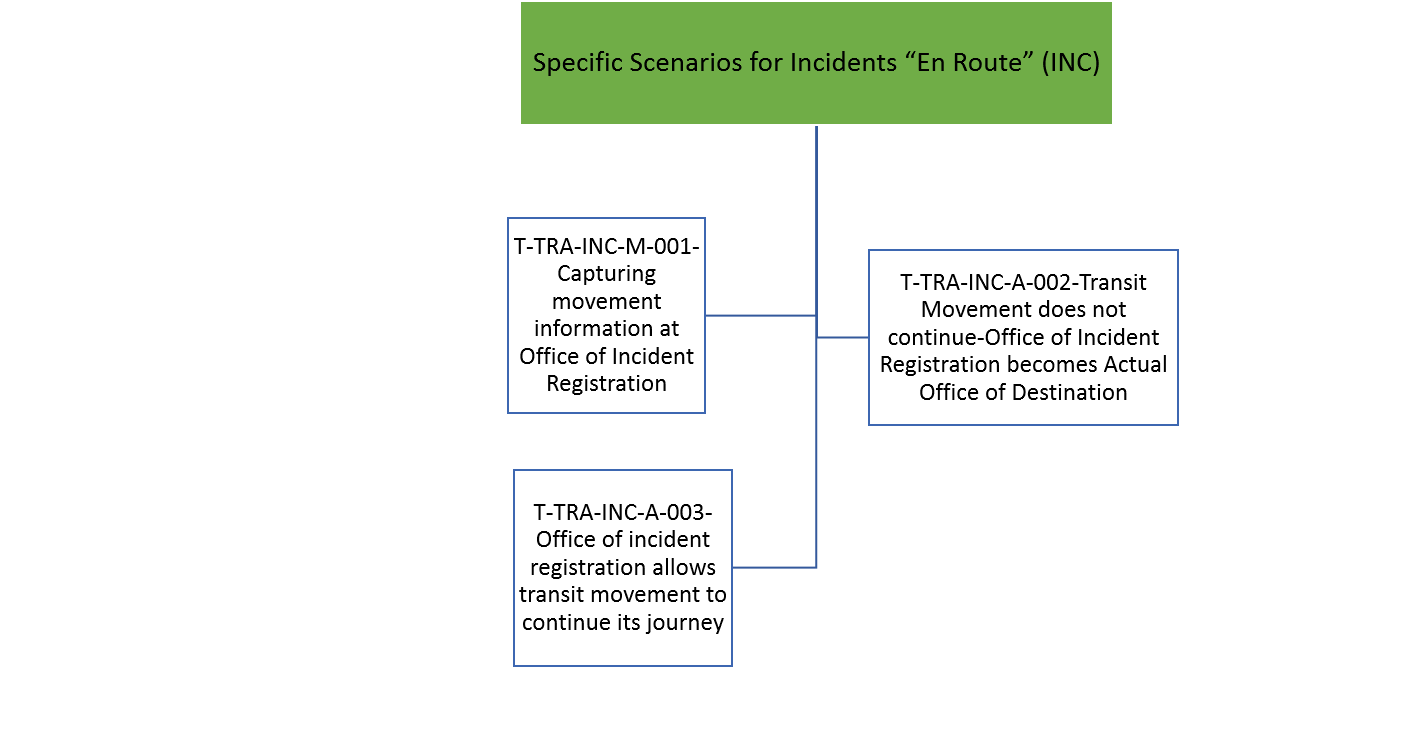 Specific Scenarios for Incidents “En Route” (INC)
T-TRA-INC-M-001-
Capturing
movement
information at
Office of Incident
Registration
T-TRA-INC-A-002-Transit
Movement does not
continue-Office of Incident
Registration becomes Actual
Office of Destination
T-TRA-INC-A-003-
Office of incident
registration allows
transit movement to
continue its journey